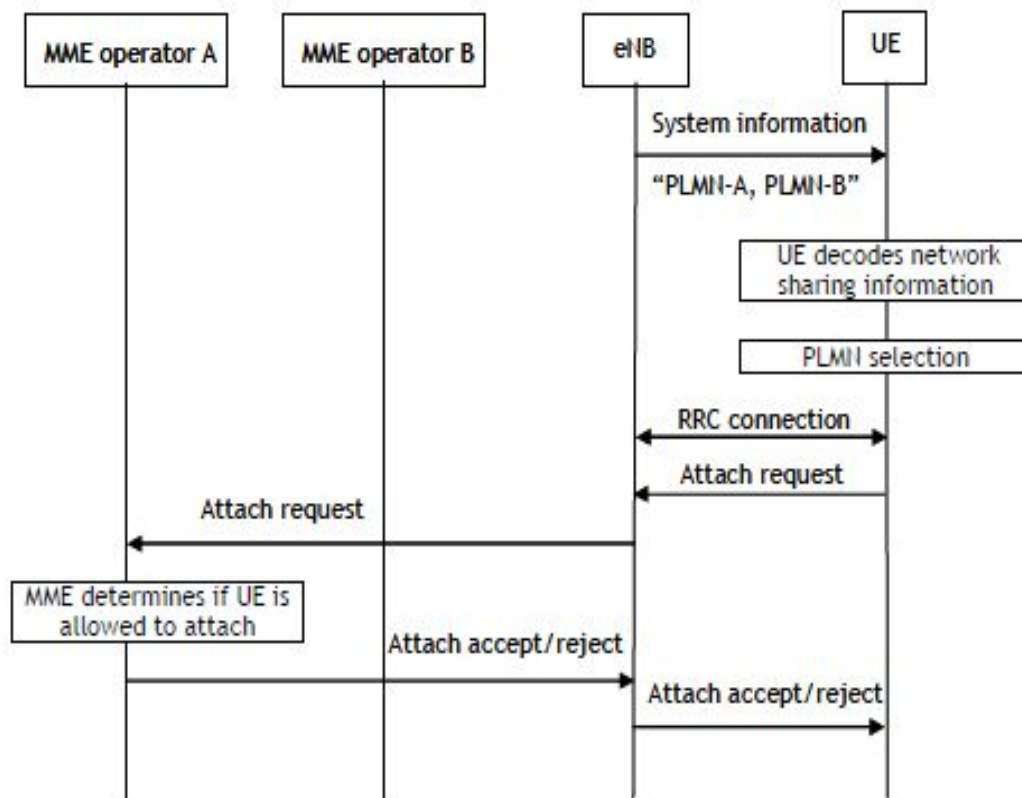 MME operator A
MME operator B
eNB
UE
System information
“PLMN-A, PLMN-B”
UE decodes network
sharing information
PLMN selection
RRC connection
Attach request
Attach request
MME determines if UE is
allowed to attach
Attach accept/reject
Attach accept/reject